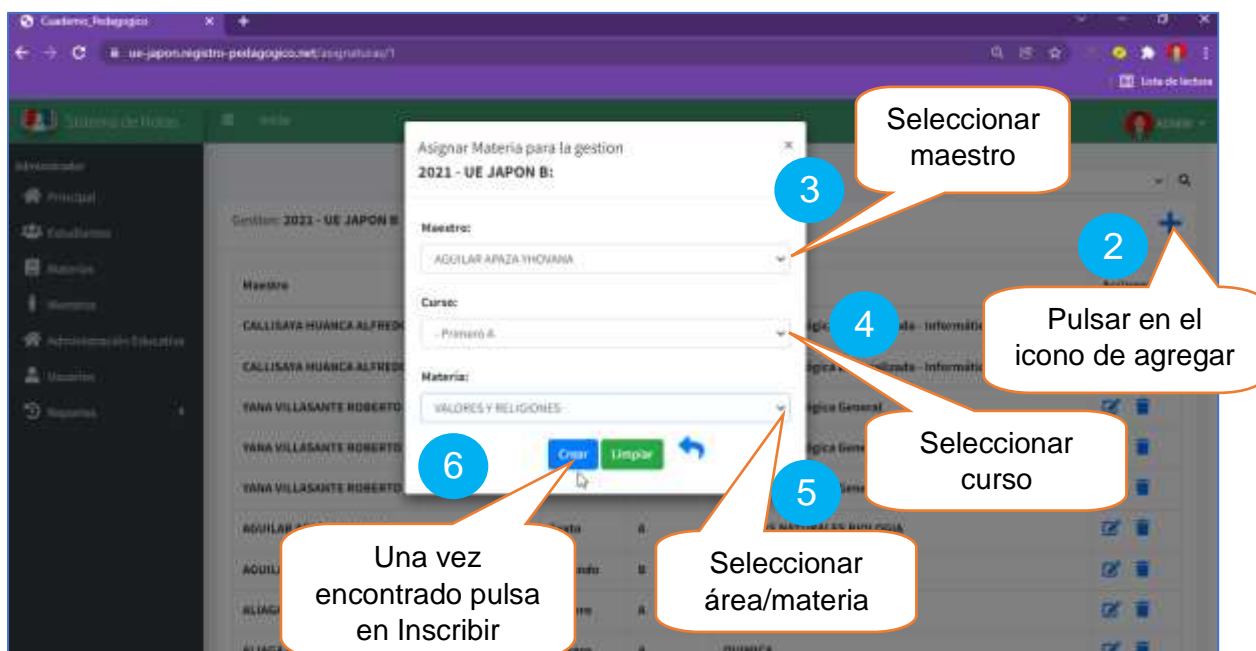 Cuaderno_Pedagogico
ue-japon.registro-pedagogico.net/asignaturas/1
Lista de lectura
Sistema de Notas
Administrador
Principal
Estudiantes
Materias
Maestros
Administración Educativa
Usuarios
Reportes
Gestion: 2021 - UE JAPON B
Maestro
CALLISAYA HUANCA ALFREDO
CALLISAYA HUANCA ALFREDO
YANA VILLASANTE ROBERTO
YANA VILLASANTE ROBERTO
YANA VILLASANTE ROBERTO
Asignar Materia para la gestion
2021 - UE JAPON B:
Maestro:
AGUILAR APAZA YHOVANA
Curso:
- Primero A
Materia:
VALORES Y RELIGIONES
Crear
Limpiar
Seleccionar
maestro
3
2
Pulsar en el
icono de agregar
4
Seleccionar
curso
5
Seleccionar
área/materia
6
Una vez
encontrado pulsa
en Inscribir
A
B
A
A
QUIMICA